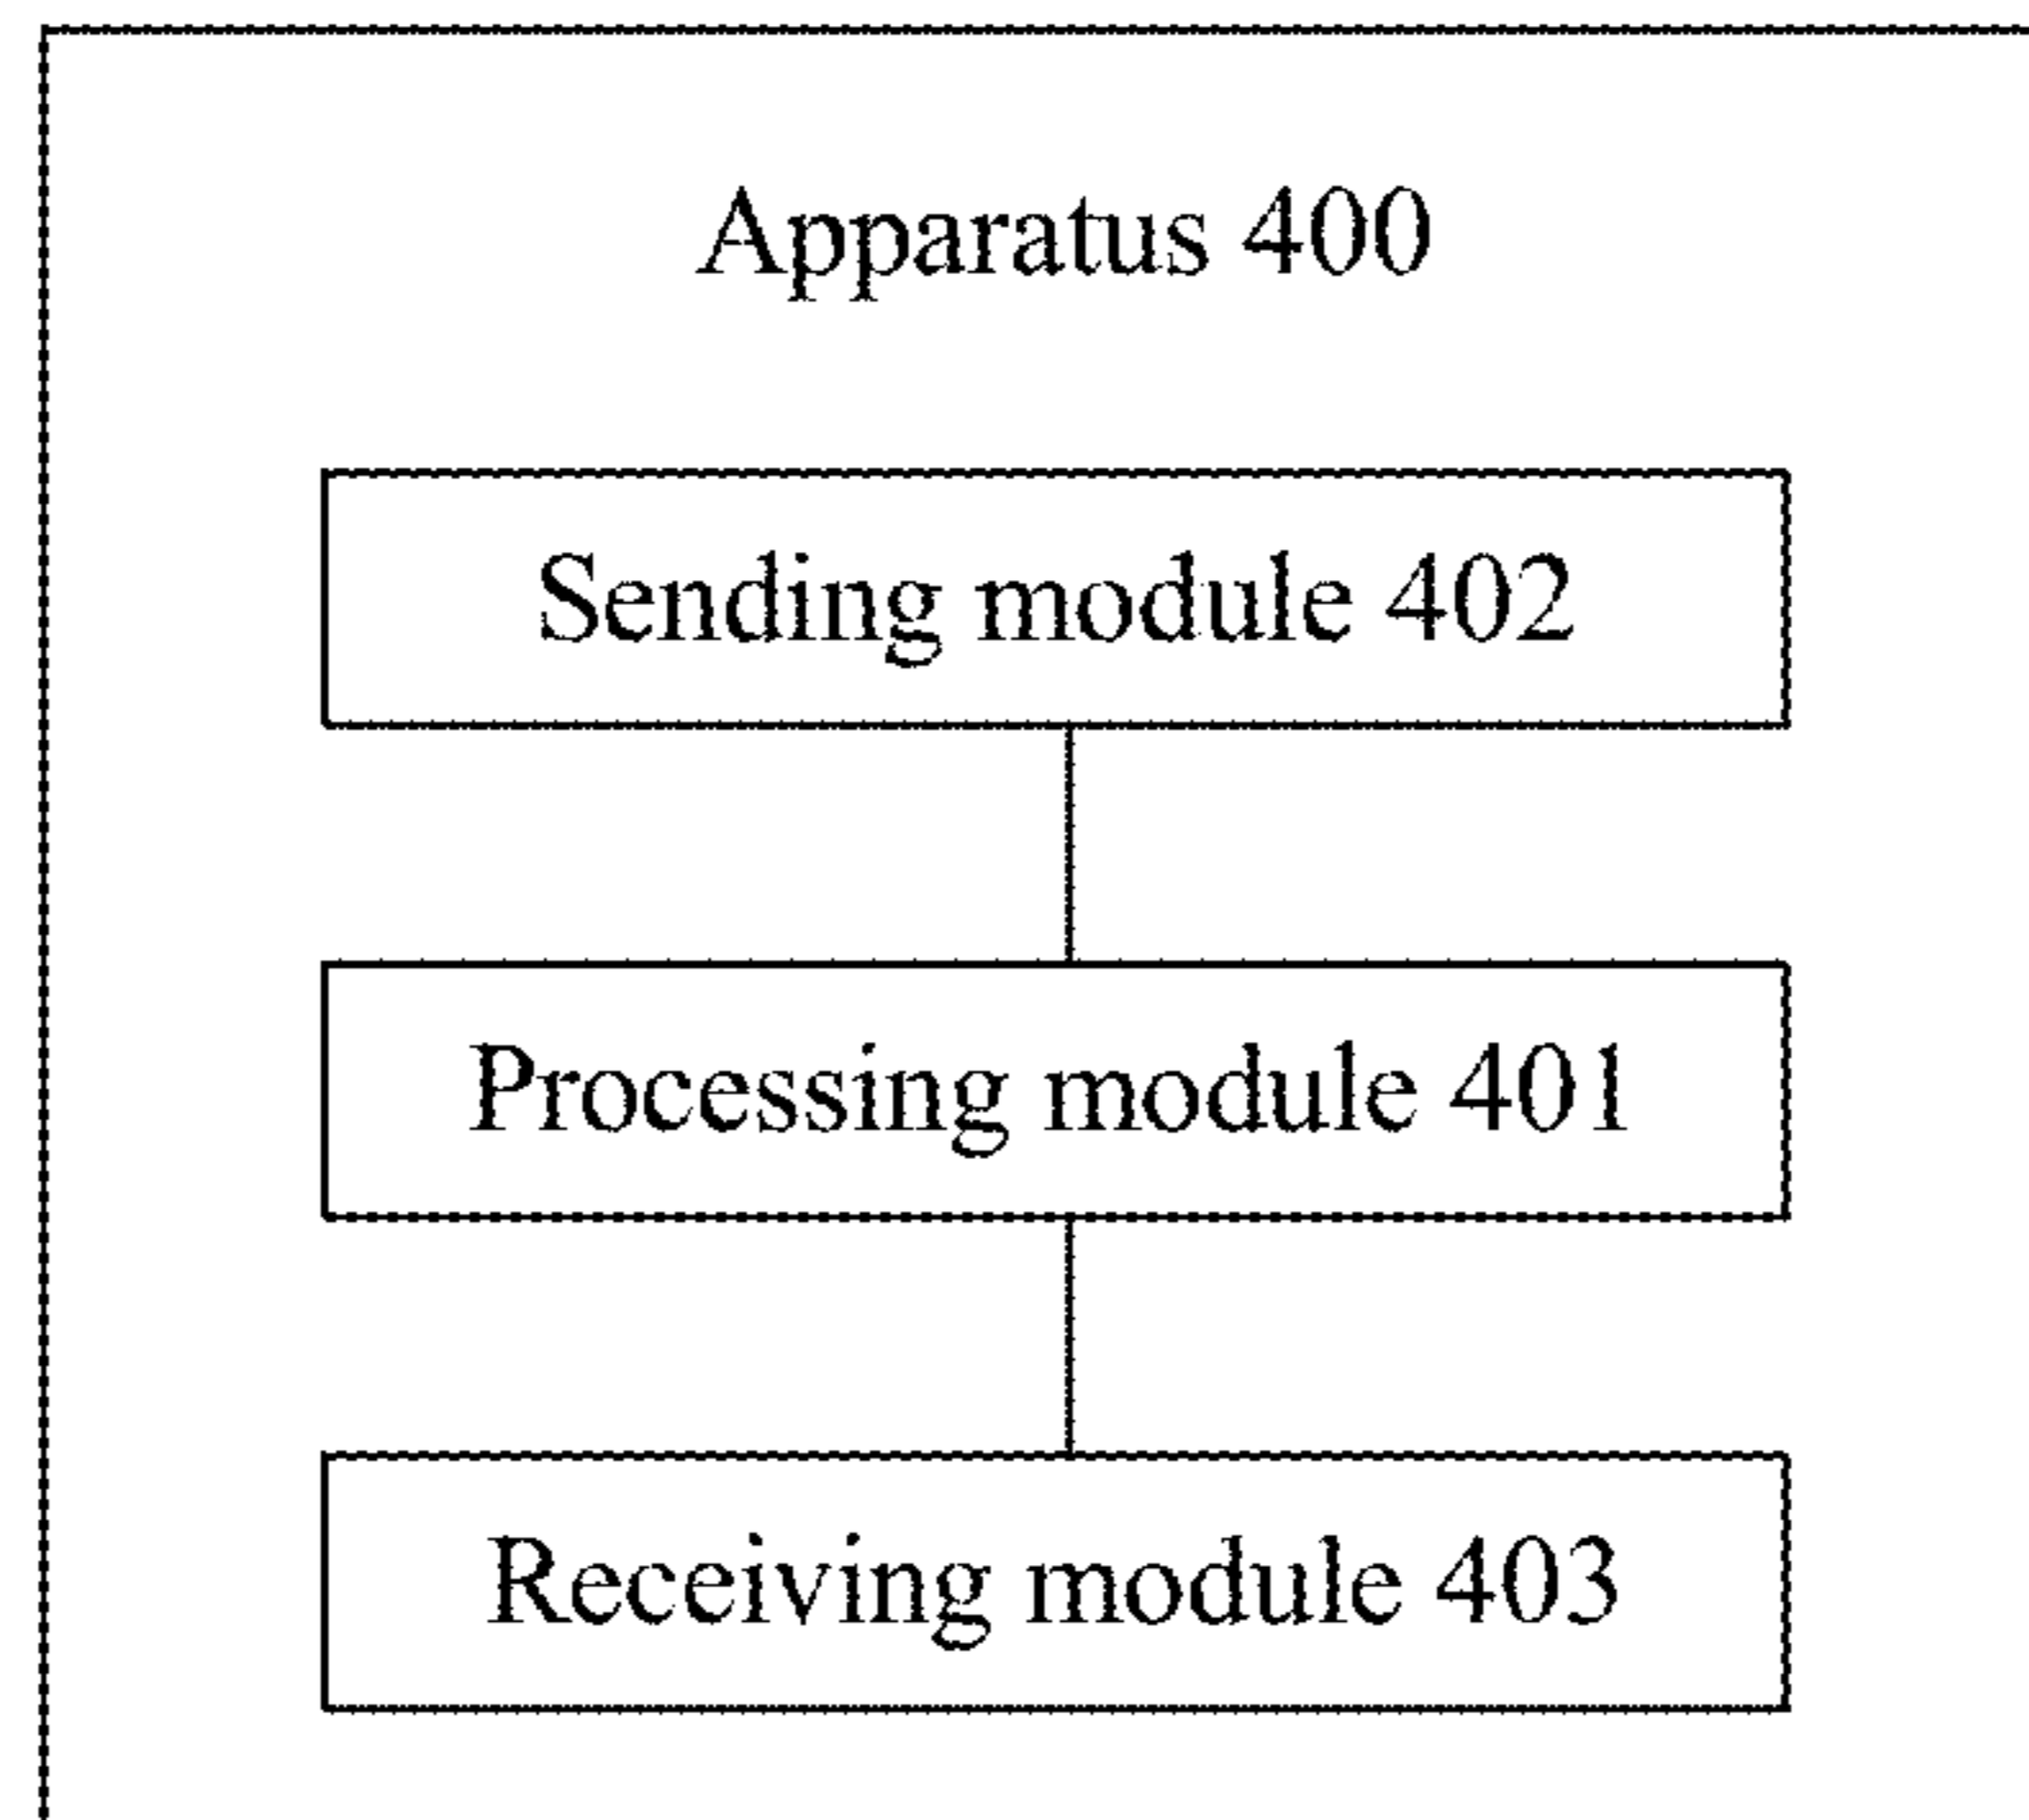 Apparatus 400
Sending module 402
Processing module 401
Receiving module 403